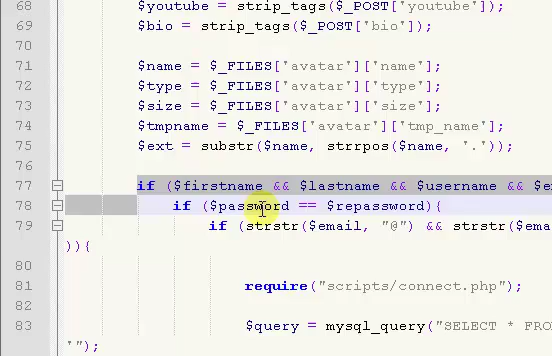 68 $youtube = strip_tags($_POST['youtube']);
69 $bio = strip_tags($_POST['bio']);
70
71 $name = $_FILES['avatar']['name'];
72 $type = $_FILES['avatar']['type'];
73 $size = $_FILES['avatar']['size'];
74 $tmpname = $_FILES['avatar']['tmp_name'];
75 $ext = substr($name, strrpos($name, '.'));
76
77 if ($firstname && $lastname && $username && $e
78 if ($password == $repassword){
79 if (strstr($email, "@") && strstr($ema
)){
80
81 require("scripts/connect.php");
82
83 $query = mysql_query("SELECT * FRO
'");